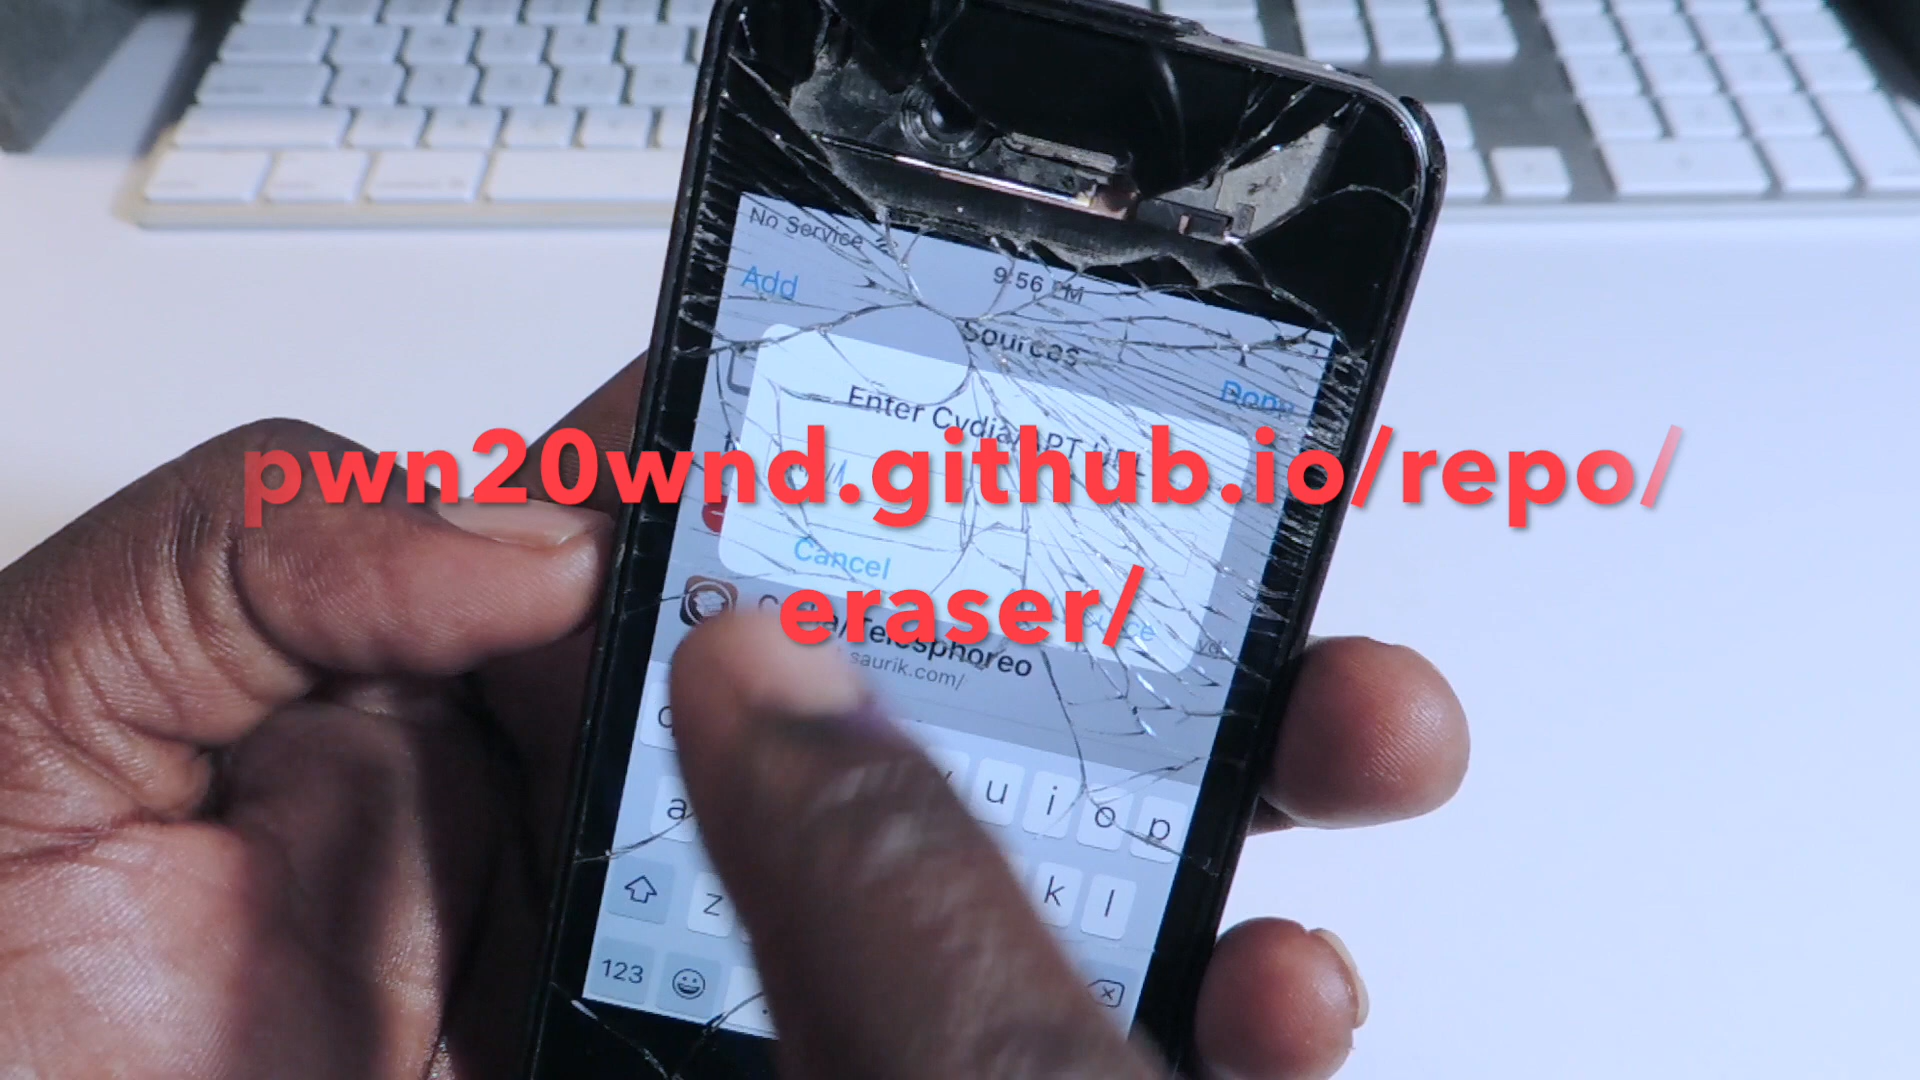 No Service
9:56 PM
Add
Sources
Done
Enter Cydia/APT URL
pwn20wnd.github.io/repo/
eraser/
Cancel
Telesphoreo
saurik.com/
u i o p
a
k l
z
123